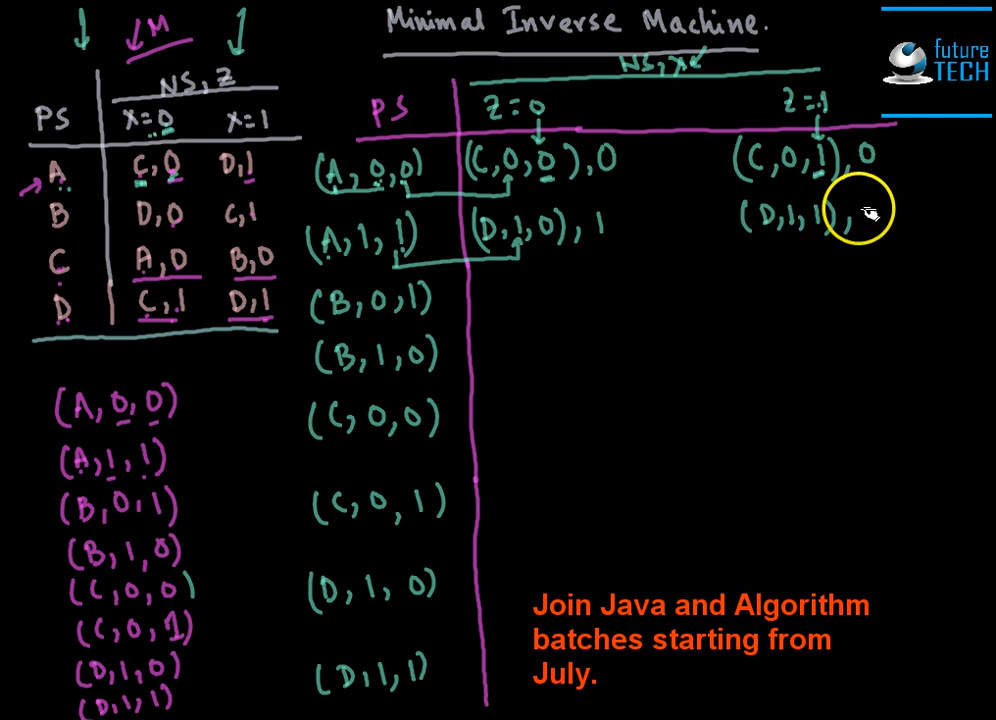 Minimal Inverse Machine.
future
TECH
M
NS, Z
PS X=0 X=1
A C,0 D,1
B D,0 C,1
C A,0 B,0
D C,1 D,1
NS, X
PS Z=0 Z=1
(A,0,0) (C,0,0),0 (C,0,1),0
(A,1,1) (D,1,0),1 (D,1,1),
(B,0,1)
(B,1,0)
(C,0,0)
(C,0,1)
(D,1,0)
(D,1,1)
(A,0,0)
(A,1,1)
(B,0,1)
(B,1,0)
(C,0,0)
(C,0,1)
(D,1,0)
(D,1,1)
Join Java and Algorithm
batches starting from
July.